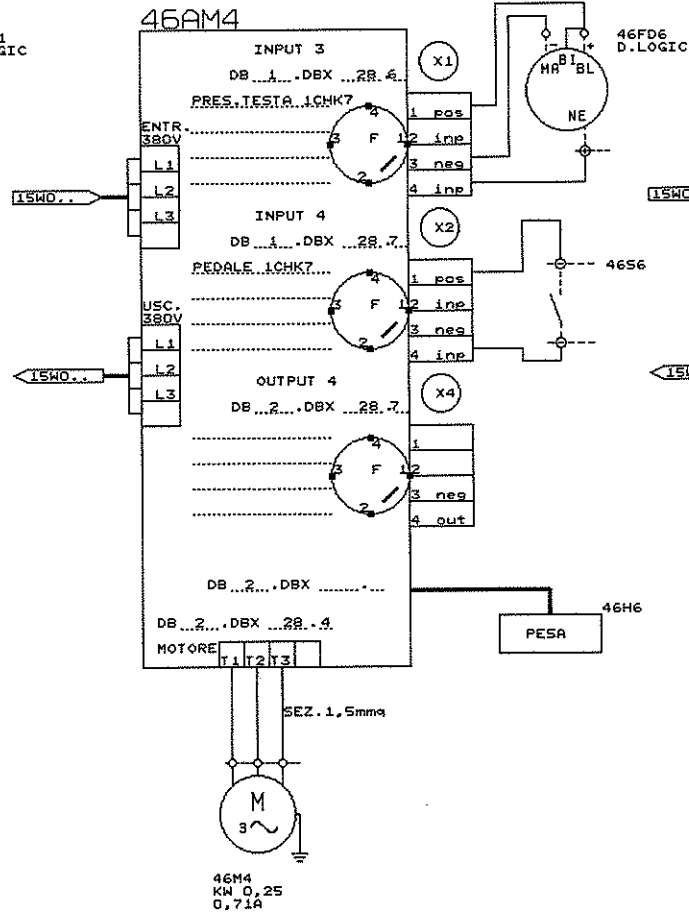 46AM4
INPUT 3
DB 1 .DBX 28.6
X1
PRES.TESTA 1CHK7
4
3 F 1 2
2
1 pos
inp
3 neg
4 inp
46FD6
D.LOGIC
- +
MA BI BL
NE
GIC
ENTR.
380V
L1
L2
L3
15WO..
INPUT 4
DB 1 .DBX 28.7
X2
PEDALE 1CHK7
4
3 F 1 2
2
1 pos
inp
3 neg
4 inp
46S6
USC.
380V
L1
L2
L3
15WO..
OUTPUT 4
DB 2 .DBX 28.7
X4
4
3 F 1 2
2
1
3 neg
4 out
DB 2 .DBX .
DB 2 .DBX 28.4
MOTORE T1 T2 T3
46H6
PESA
SEZ.1,5mmq
M
3
46M4
KW 0,25
0,71A